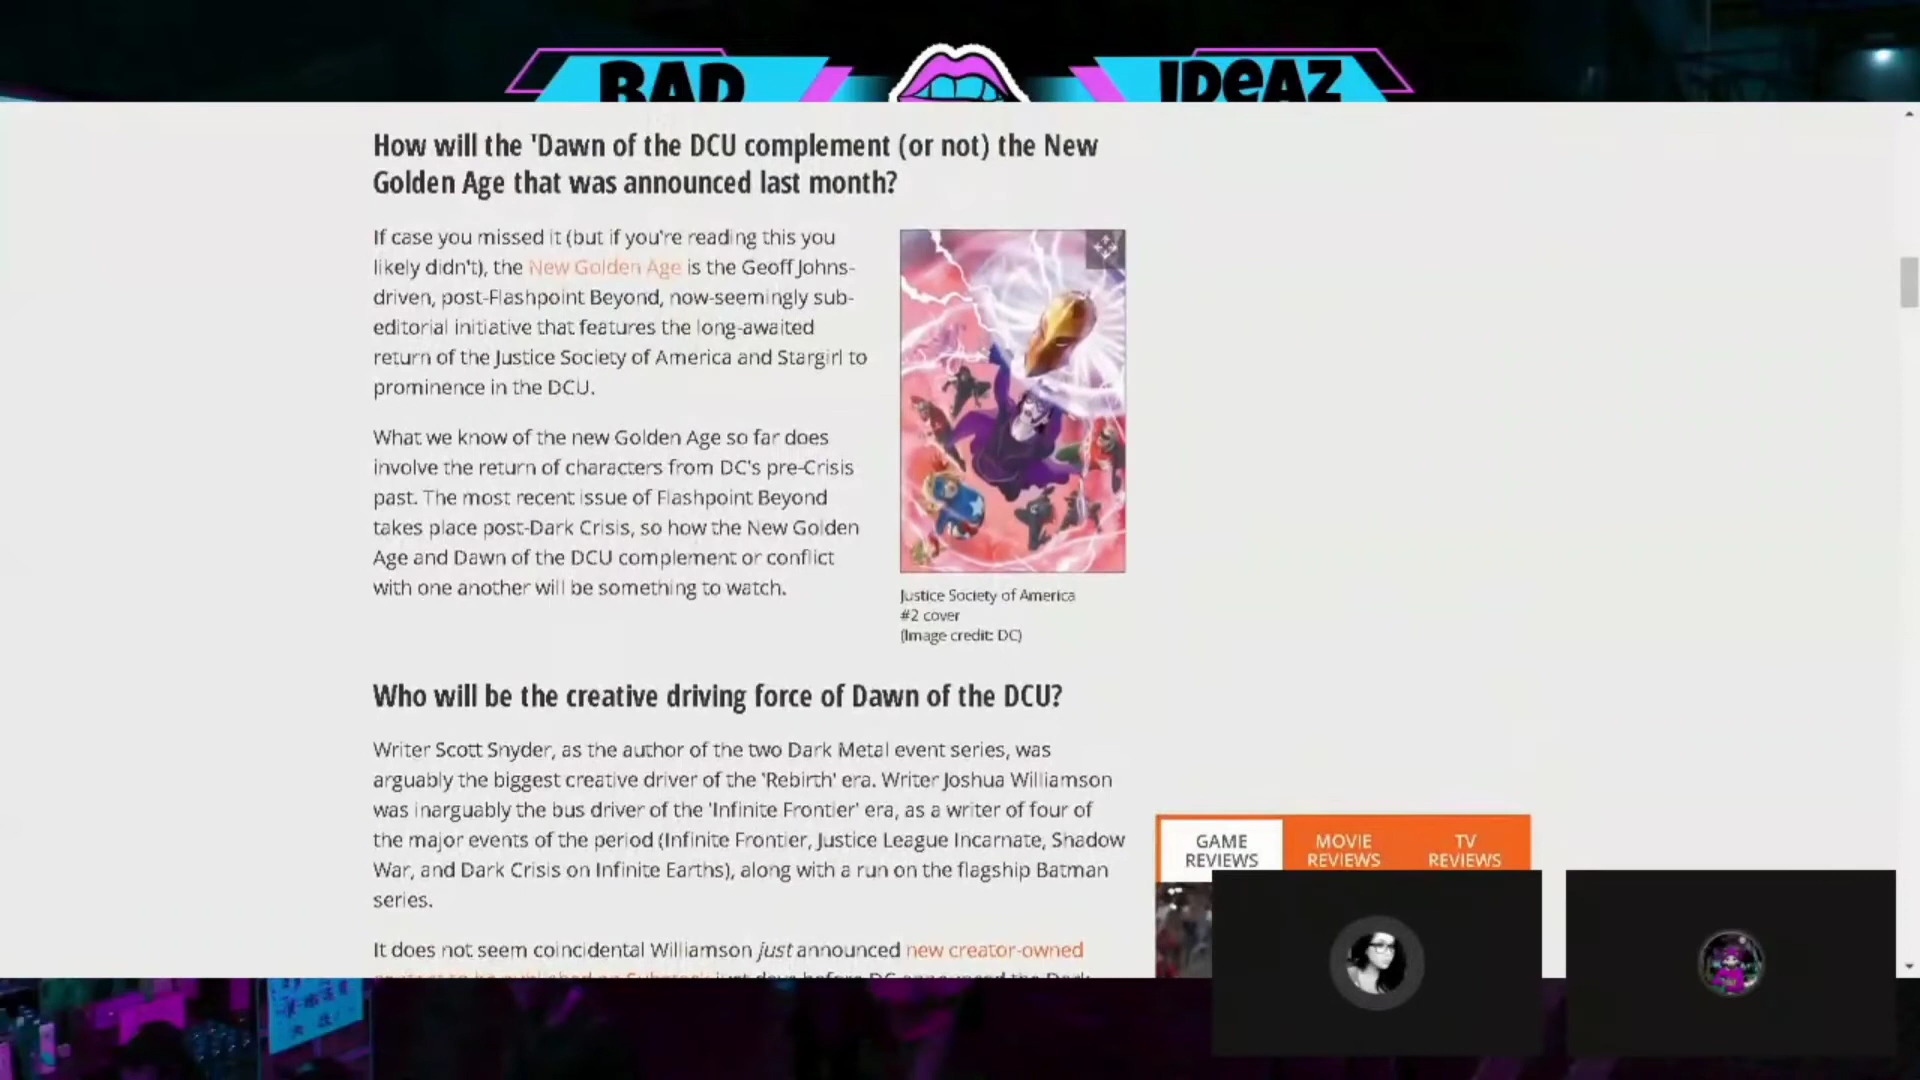 BAD IDeAZ
How will the 'Dawn of the DCU complement (or not) the New
Golden Age that was announced last month?
If case you missed it (but if you're reading this you
likely didn't), the New Golden Age is the Geoff Johns-
driven, post-Flashpoint Beyond, now-seemingly sub-
editorial initiative that features the long-awaited
return of the Justice Society of America and Stargirl to
prominence in the DCU.
What we know of the new Golden Age so far does
involve the return of characters from DC's pre-Crisis
past. The most recent issue of Flashpoint Beyond
takes place post-Dark Crisis, so how the New Golden
Age and Dawn of the DCU complement or conflict
with one another will be something to watch.
Justice Society of America
#2 cover
(Image credit: DC)
Who will be the creative driving force of Dawn of the DCU?
Writer Scott Snyder, as the author of the two Dark Metal event series, was
arguably the biggest creative driver of the 'Rebirth' era. Writer Joshua Williamson
was inarguably the bus driver of the 'Infinite Frontier' era, as a writer of four of
the major events of the period (Infinite Frontier, Justice League Incarnate, Shadow
War, and Dark Crisis on Infinite Earths), along with a run on the flagship Batman
series.
It does not seem coincidental Williamson just announced new creator-owned
GAME
REVIEWS
MOVIE
REVIEWS
TV
REVIEWS